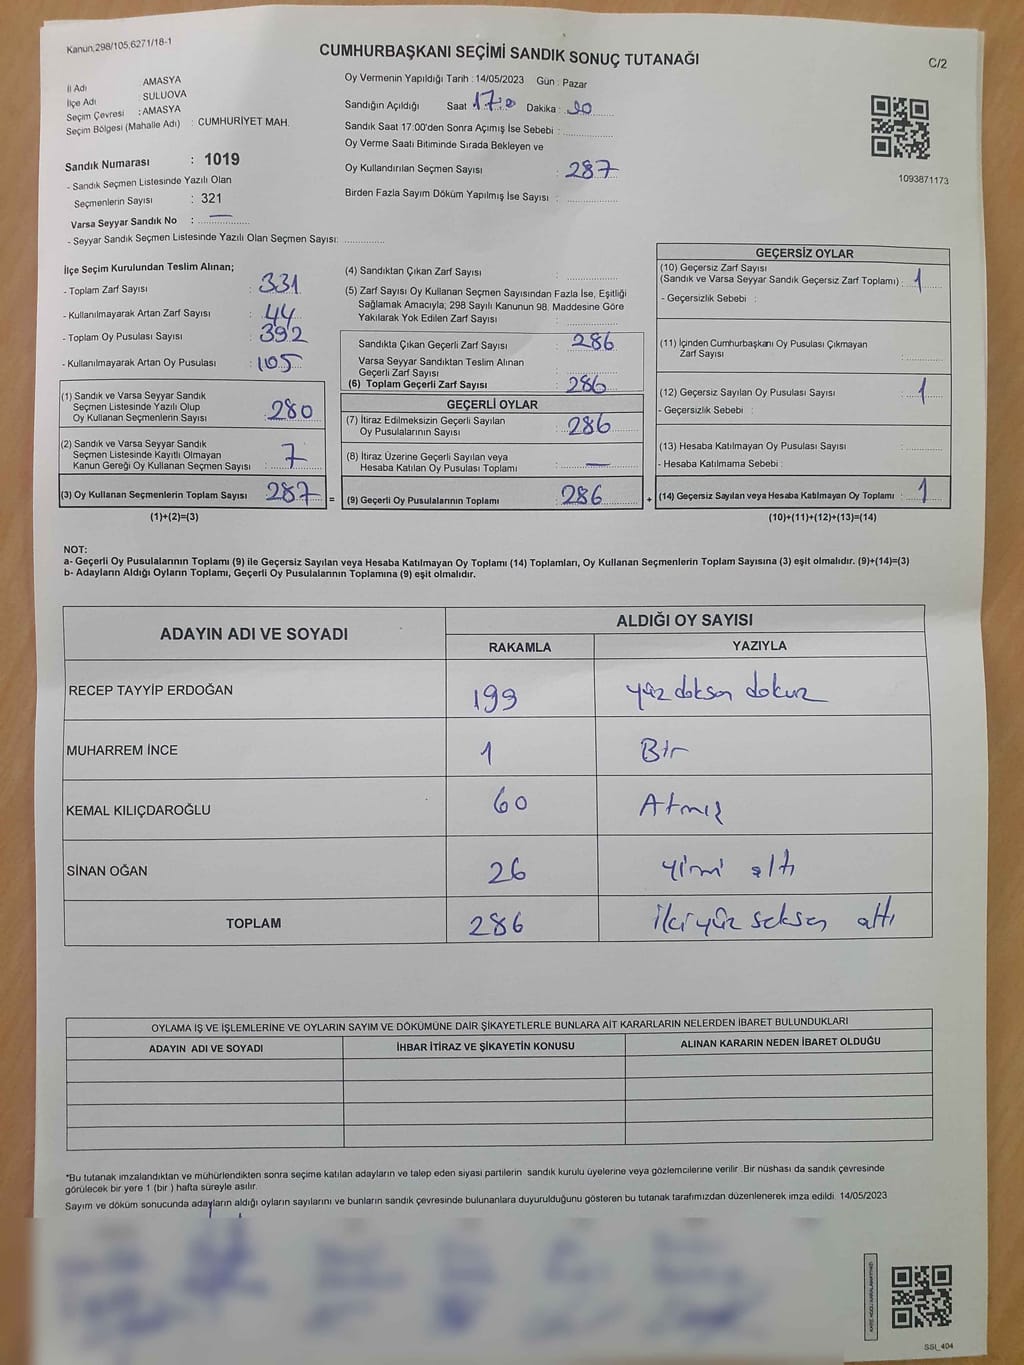 Kanun,298/105,6271/18-1
CUMHURBAŞKANI SEÇİMİ SANDIK SONUÇ TUTANAĞI
C/2
İl Adı AMASYA
İlçe Adı : SULUOVA
Seçim Çevresi : AMASYA
Seçim Bölgesi (Mahalle Adı) : CUMHURİYET MAH.
Oy Vermenin Yapıldığı Tarih : 14/05/2023 Gün : Pazar
Sandığın Açıldığı Saat Dakika :
Sandık Saat 17:00'den Sonra Açımış İse Sebebi :
Oy Verme Saati Bitiminde Sırada Bekleyen ve
Oy Kullandırılan Seçmen Sayısı : 287
Birden Fazla Sayım Döküm Yapılmış İse Sayısı :
1093871173
Sandık Numarası : 1019
- Sandık Seçmen Listesinde Yazılı Olan
Seçmenlerin Sayısı : 321
Varsa Seyyar Sandık No : —
- Seyyar Sandık Seçmen Listesinde Yazılı Olan Seçmen Sayısı:
İlçe Seçim Kurulundan Teslim Alınan;
- Toplam Zarf Sayısı : 331
- Kullanılmayarak Artan Zarf Sayısı : 44
- Toplam Oy Pusulası Sayısı : 392
- Kullanılmayarak Artan Oy Pusulası : 105
(1) Sandık ve Varsa Seyyar Sandık
Seçmen Listesinde Yazılı Olup
Oy Kullanan Seçmenlerin Sayısı : 280
(2) Sandık ve Varsa Seyyar Sandık
Seçmen Listesinde Kayıtlı Olmayan
Kanun Gereği Oy Kullanan Seçmen Sayısı : 7
(3) Oy Kullanan Seçmenlerin Toplam Sayısı : 287
(1)+(2)=(3)
=
(4) Sandıktan Çıkan Zarf Sayısı :
(5) Zarf Sayısı Oy Kullanan Seçmen Sayısından Fazla İse, Eşitliği
Sağlamak Amacıyla; 298 Sayılı Kanunun 98. Maddesine Göre
Yakılarak Yok Edilen Zarf Sayısı :
Sandıkta Çıkan Geçerli Zarf Sayısı : 286
Varsa Seyyar Sandıktan Teslim Alınan
Geçerli Zarf Sayısı :
(6) Toplam Geçerli Zarf Sayısı : 286
GEÇERLİ OYLAR
(7) İtiraz Edilmeksizin Geçerli Sayılan
Oy Pusulalarının Sayısı : 286
(8) İtiraz Üzerine Geçerli Sayılan veya
Hesaba Katılan Oy Pusulası Toplamı : —
(9) Geçerli Oy Pusulalarının Toplamı : 286
+
GEÇERSİZ OYLAR
(10) Geçersiz Zarf Sayısı
(Sandık ve Varsa Seyyar Sandık Geçersiz Zarf Toplamı) : 1
- Geçersizlik Sebebi :
(11) İçinden Cumhurbaşkanı Oy Pusulası Çıkmayan
Zarf Sayısı :
(12) Geçersiz Sayılan Oy Pusulası Sayısı : 1
- Geçersizlik Sebebi :
(13) Hesaba Katılmayan Oy Pusulası Sayısı :
- Hesaba Katılmama Sebebi :
(14) Geçersiz Sayılan veya Hesaba Katılmayan Oy Toplamı : 1
(10)+(11)+(12)+(13)=(14)
NOT:
a- Geçerli Oy Pusulalarının Toplamı (9) ile Geçersiz Sayılan veya Hesaba Katılmayan Oy Toplamı (14) Toplamları, Oy Kullanan Seçmenlerin Toplam Sayısına (3) eşit olmalıdır. (9)+(14)=(3)
b- Adayların Aldığı Oyların Toplamı, Geçerli Oy Pusulalarının Toplamına (9) eşit olmalıdır.
ADAYIN ADI VE SOYADI
ALDIĞI OY SAYISI
RAKAMLA YAZIYLA
RECEP TAYYİP ERDOĞAN 199 yüz doksan dokuz
MUHARREM İNCE 1 Bir
KEMAL KILIÇDAROĞLU 60 Atmış
SİNAN OĞAN 26 yirmi altı
TOPLAM 286 İkiyüz seksen altı
OYLAMA İŞ VE İŞLEMLERİNE VE OYLARIN SAYIM VE DÖKÜMÜNE DAİR ŞİKAYETLERLE BUNLARA AİT KARARLARIN NELERDEN İBARET BULUNDUKLARI
ADAYIN ADI VE SOYADI İHBAR İTİRAZ VE ŞİKAYETİN KONUSU ALINAN KARARIN NEDEN İBARET OLDUĞU
*Bu tutanak imzalandıktan ve mühürlendikten sonra seçime katılan adayların ve talep eden siyasi partilerin sandık kurulu üyelerine veya gözlemcilerine verilir. Bir nüshası da sandık çevresinde
görülecek bir yere 1 (bir ) hafta süreyle asılır.
Sayım ve döküm sonucunda adayların aldığı oyların sayılarını ve bunların sandık çevresinde bulunanlara duyurulduğunu gösteren bu tutanak tarafımızdan düzenlenerek imza edildi. 14/05/2023
SSI_404